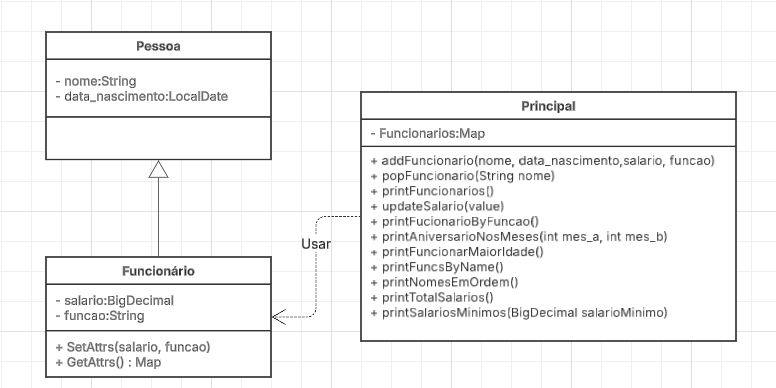 Pessoa
- nome:String
- data_nascimento:LocalDate
Principal
- Funcionarios:Map
+ addFuncionario(nome, data_nascimento,salario, funcao)
+ popFuncionario(String nome)
+ printFuncionarios()
+ updateSalario(value)
+ printFucionarioByFuncao()
+ printAniversarioNosMeses(int mes_a, int mes_b)
+ printFuncionarMaiorIdade()
+ printFuncsByName()
+ printNomesEmOrdem()
+ printTotalSalarios()
+ printSalariosMinimos(BigDecimal salarioMinimo)
Usar
Funcionário
- salario:BigDecimal
- funcao:String
+ SetAttrs(salario, funcao)
+ GetAttrs() : Map